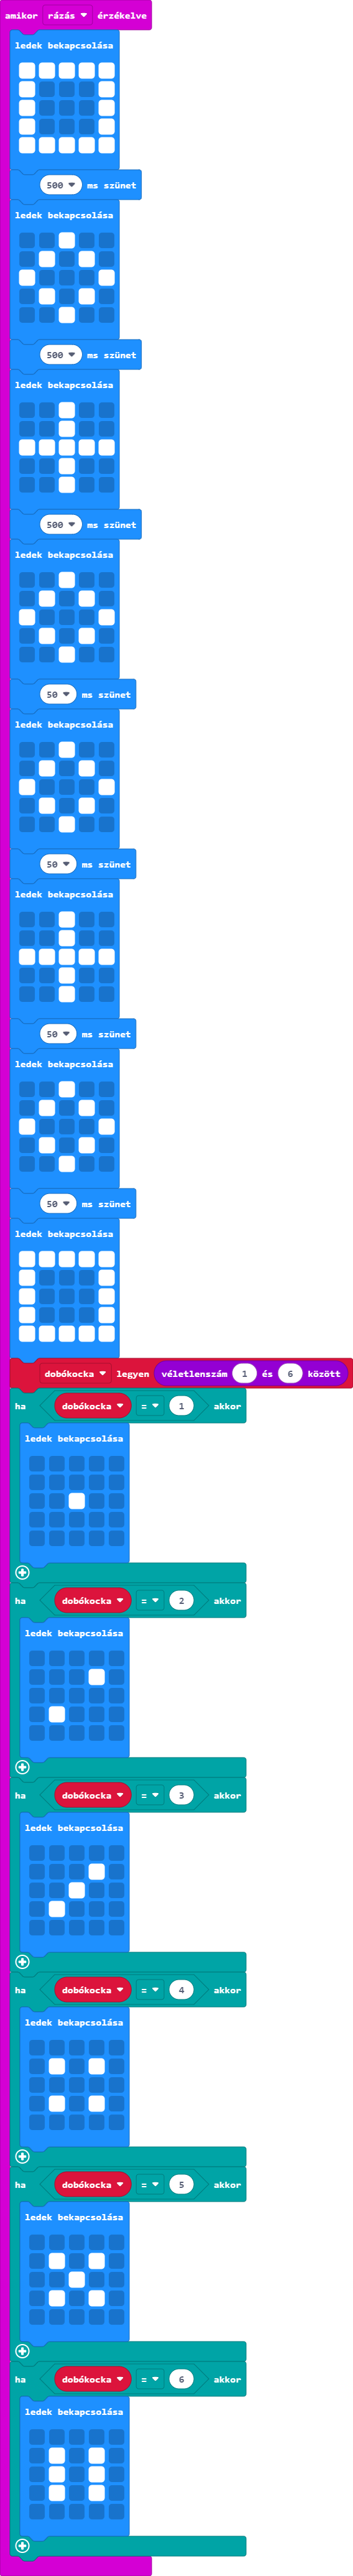 amikor rázás érzékelve
ledek bekapcsolása
500 ms szünet
ledek bekapcsolása
500 ms szünet
ledek bekapcsolása
500 ms szünet
ledek bekapcsolása
50 ms szünet
ledek bekapcsolása
50 ms szünet
ledek bekapcsolása
50 ms szünet
ledek bekapcsolása
50 ms szünet
ledek bekapcsolása
dobókocka legyen véletlenszám 1 és 6 között
ha dobókocka = 1 akkor
ledek bekapcsolása
ha dobókocka = 2 akkor
ledek bekapcsolása
ha dobókocka = 3 akkor
ledek bekapcsolása
ha dobókocka = 4 akkor
ledek bekapcsolása
ha dobókocka = 5 akkor
ledek bekapcsolása
ha dobókocka = 6 akkor
ledek bekapcsolása